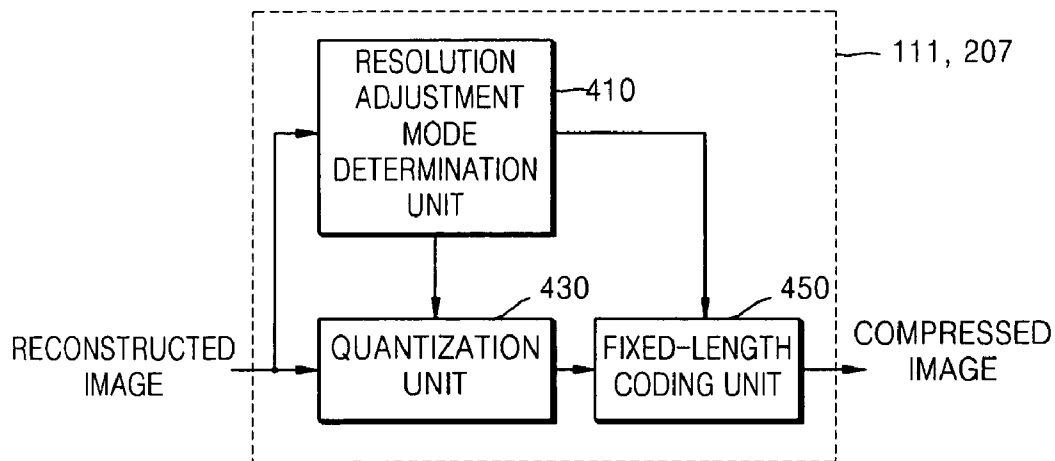 RESOLUTION
ADJUSTMENT
MODE
DETERMINATION
UNIT
410
111, 207
430
450
RECONSTRUCTED
IMAGE
QUANTIZATION
UNIT
FIXED-LENGTH
CODING UNIT
COMPRESSED
IMAGE